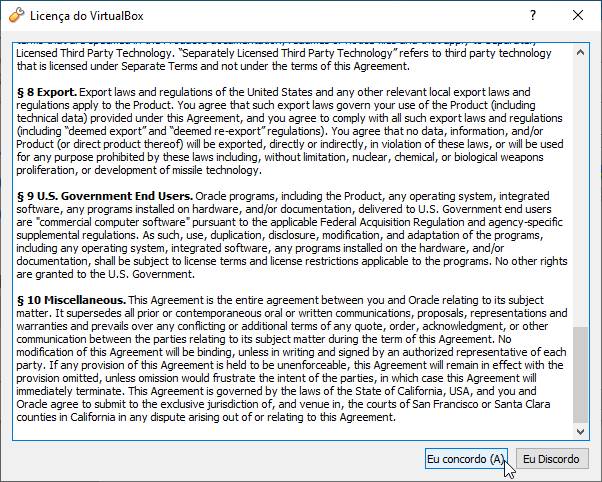 Licença do VirtualBox
Licensed Third Party Technology. “Separately Licensed Third Party Technology” refers to third party technology
that is licensed under Separate Terms and not under the terms of this Agreement.
§ 8 Export. Export laws and regulations of the United States and any other relevant local export laws and
regulations apply to the Product. You agree that such export laws govern your use of the Product (including
technical data) provided under this Agreement, and you agree to comply with all such export laws and regulations
(including “deemed export” and “deemed re-export” regulations). You agree that no data, information, and/or
Product (or direct product thereof) will be exported, directly or indirectly, in violation of these laws, or will be used
for any purpose prohibited by these laws including, without limitation, nuclear, chemical, or biological weapons
proliferation, or development of missile technology.
§ 9 U.S. Government End Users. Oracle programs, including the Product, any operating system, integrated
software, any programs installed on hardware, and/or documentation, delivered to U.S. Government end users
are "commercial computer software" pursuant to the applicable Federal Acquisition Regulation and agency-specific
supplemental regulations. As such, use, duplication, disclosure, modification, and adaptation of the programs,
including any operating system, integrated software, any programs installed on the hardware, and/or
documentation, shall be subject to license terms and license restrictions applicable to the programs. No other rights
are granted to the U.S. Government.
§ 10 Miscellaneous. This Agreement is the entire agreement between you and Oracle relating to its subject
matter. It supersedes all prior or contemporaneous oral or written communications, proposals, representations and
warranties and prevails over any conflicting or additional terms of any quote, order, acknowledgment, or other
communication between the parties relating to its subject matter during the term of this Agreement. No
modification of this Agreement will be binding, unless in writing and signed by an authorized representative of each
party. If any provision of this Agreement is held to be unenforceable, this Agreement will remain in effect with the
provision omitted, unless omission would frustrate the intent of the parties, in which case this Agreement will
immediately terminate. This Agreement is governed by the laws of the State of California, USA, and you and
Oracle agree to submit to the exclusive jurisdiction of, and venue in, the courts of San Francisco or Santa Clara
counties in California in any dispute arising out of or relating to this Agreement.
Eu concordo (A)
Eu Discordo